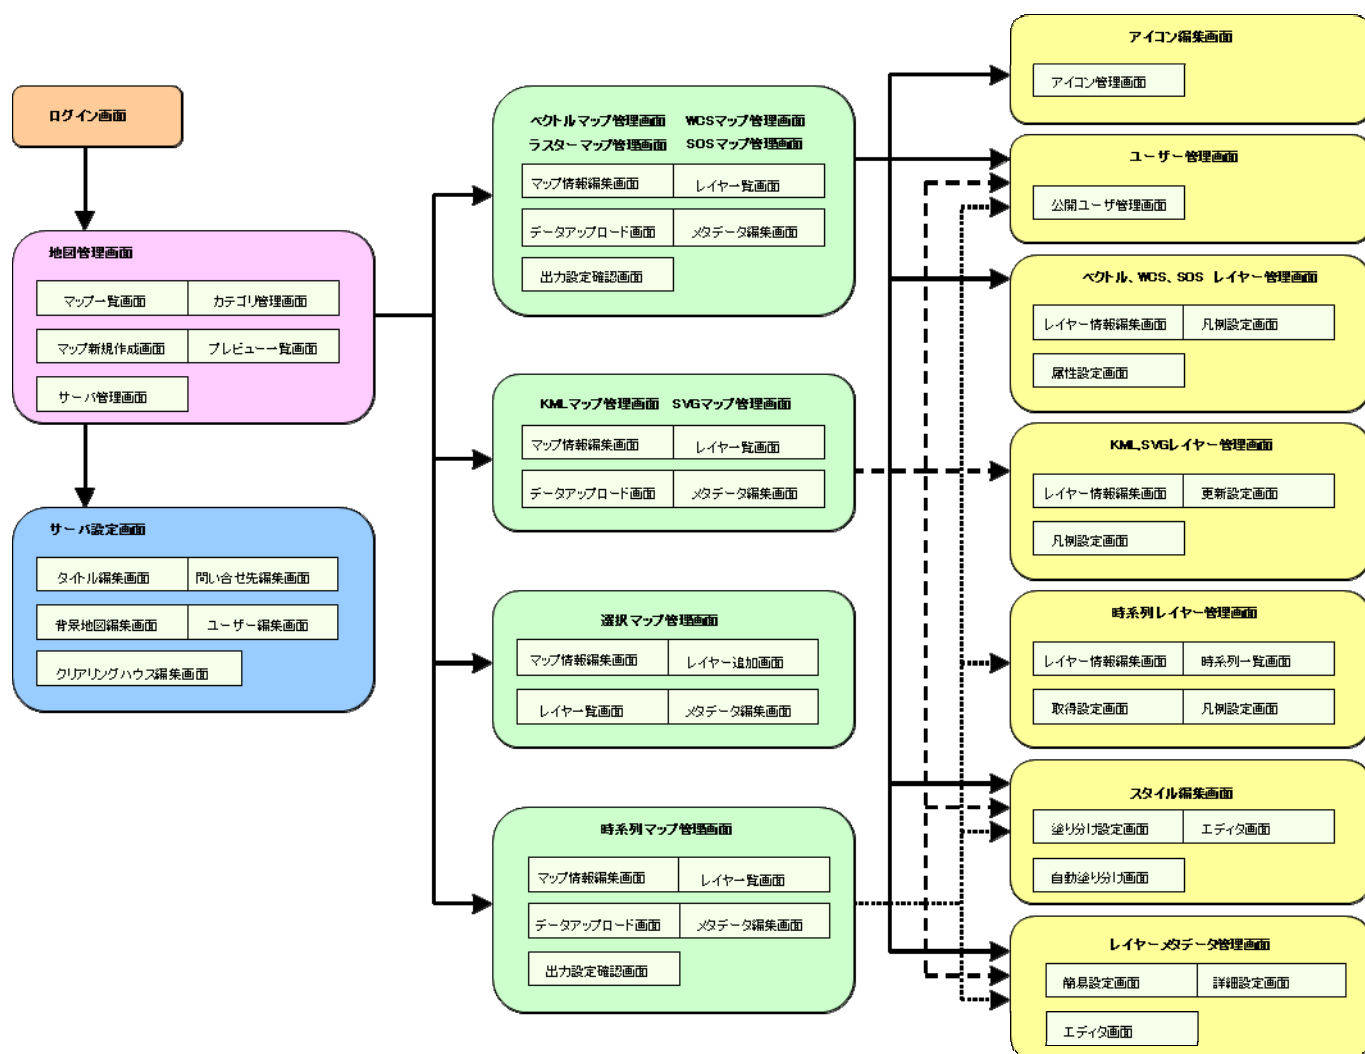 ログイン画面
地図管理画面
マップ一覧画面
カテゴリ管理画面
マップ新規作成画面
プレビュー一覧画面
サーバ管理画面
サーバ設定画面
タイトル編集画面
問い合せ先編集画面
背景地図編集画面
ユーザー編集画面
クリアリングハウス編集画面
ベクトルマップ管理画面 WCSマップ管理画面
ラスターマップ管理画面 SOSマップ管理画面
マップ情報編集画面
レイヤ一覧画面
データアップロード画面
メタデータ編集画面
出力設定確認画面
KMLマップ管理画面 SVGマップ管理画面
マップ情報編集画面
レイヤ一覧画面
データアップロード画面
メタデータ編集画面
選択マップ管理画面
マップ情報編集画面
レイヤー追加画面
レイヤ一覧画面
メタデータ編集画面
時系列マップ管理画面
マップ情報編集画面
レイヤ一覧画面
データアップロード画面
メタデータ編集画面
出力設定確認画面
アイコン編集画面
アイコン管理画面
ユーザー管理画面
公開ユーザ管理画面
ベクトル、WCS、SOS レイヤー管理画面
レイヤー情報編集画面
凡例設定画面
属性設定画面
KML,SVGレイヤー管理画面
レイヤー情報編集画面
更新設定画面
凡例設定画面
時系列レイヤー管理画面
レイヤー情報編集画面
時系列一覧画面
取得設定画面
凡例設定画面
スタイル編集画面
塗り分け設定画面
エディタ画面
自動塗り分け画面
レイヤーメタデータ管理画面
簡易設定画面
詳細設定画面
エディタ画面